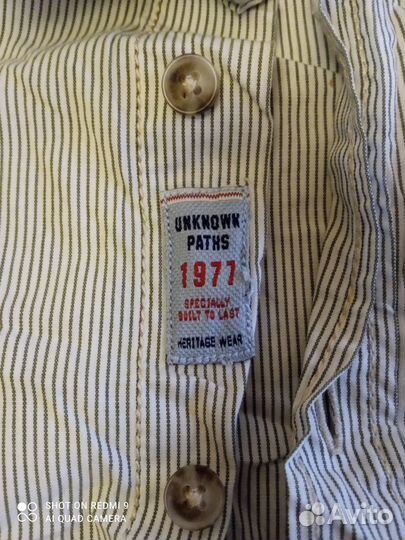 UNKNOWN
PATHS
1977
SPECIALLY
BUILT TO LAST
HERITAGE WEAR
SHOT ON REDMI 9
AI QUAD CAMERA
Avito